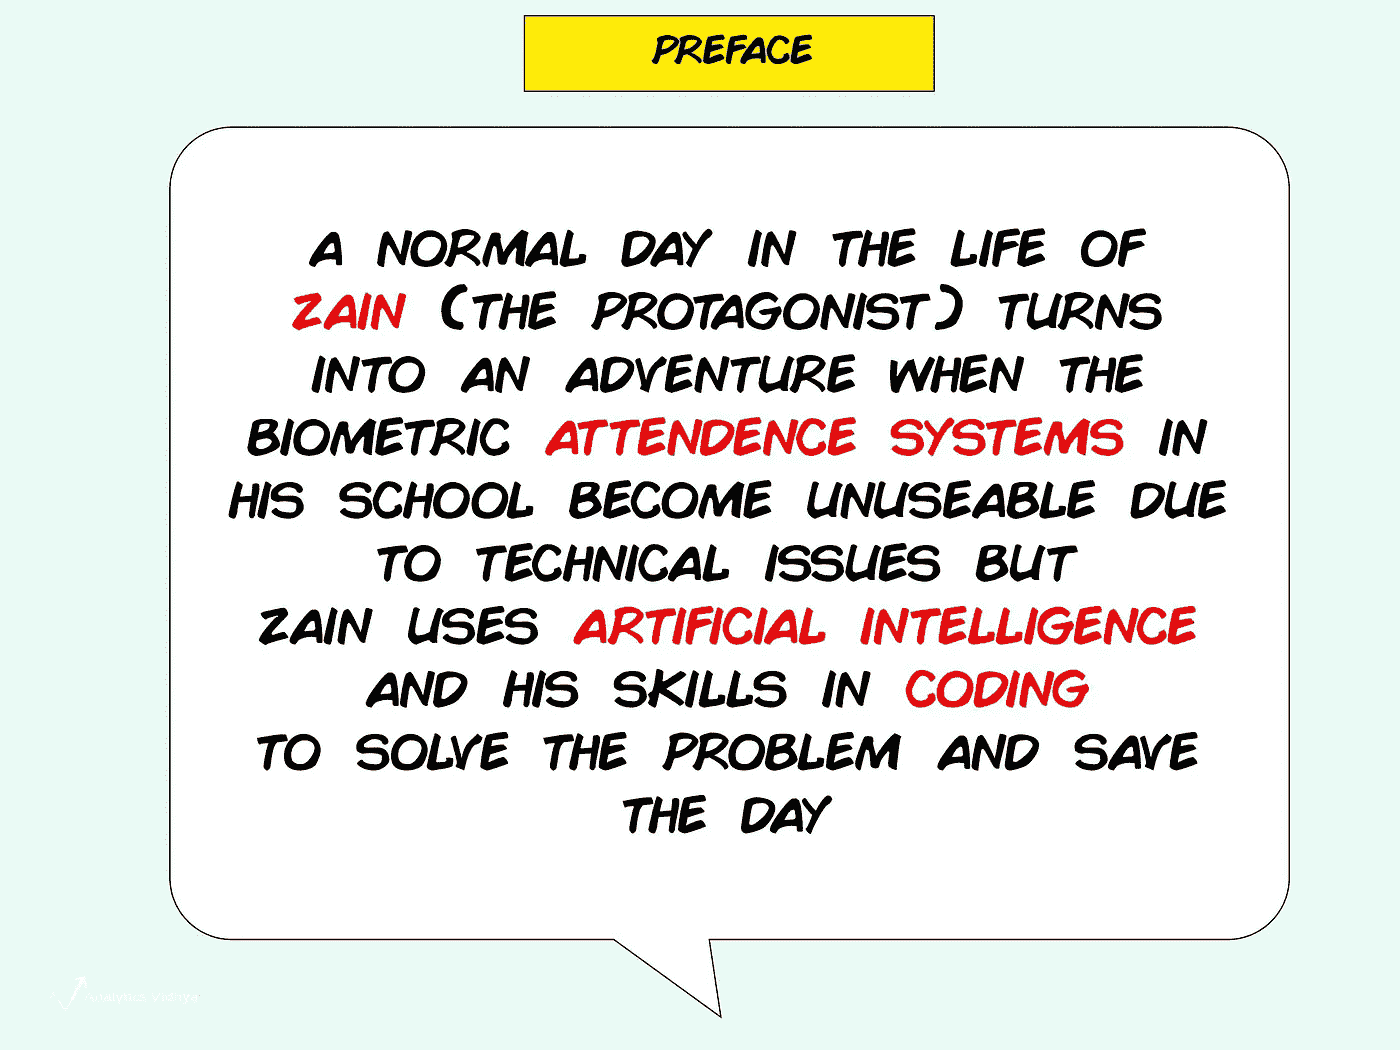 PREFACE
A NORMAL DAY IN THE LIFE OF
ZAIN (THE PROTAGONIST) TURNS
INTO AN ADVENTURE WHEN THE
BIOMETRIC ATTENDENCE SYSTEMS IN
HIS SCHOOL BECOME UNUSEABLE DUE
TO TECHNICAL ISSUES BUT
ZAIN USES ARTIFICIAL INTELLIGENCE
AND HIS SKILLS IN CODING
TO SOLVE THE PROBLEM AND SAVE
THE DAY
Analytics Vidhya